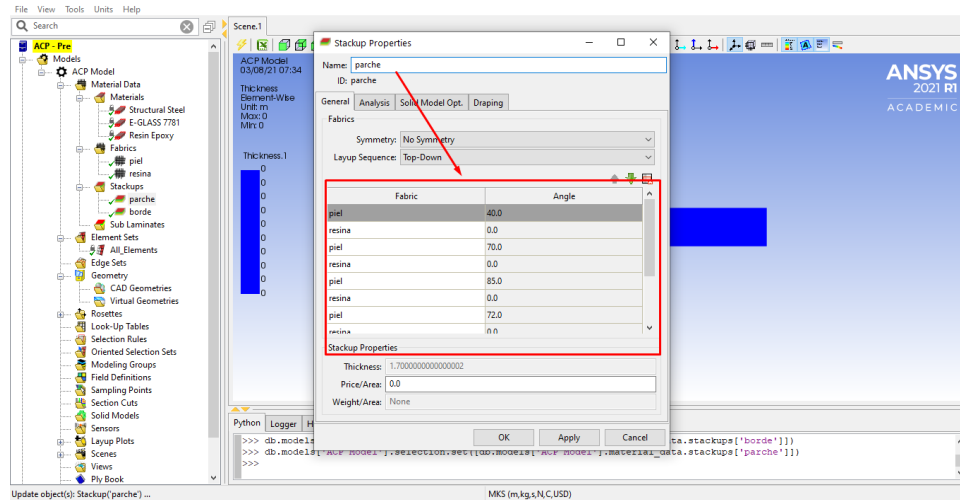 File View Tools Units Help
Search
Scene.1
ACP - Pre
Models
ACP Model
Material Data
Materials
Structural Steel
E-GLASS 7781
Resin Epoxy
Fabrics
piel
resina
Stackups
parche
borde
Sub Laminates
Element Sets
All_Elements
Edge Sets
Geometry
CAD Geometries
Virtual Geometries
Rosettes
Look-Up Tables
Selection Rules
Oriented Selection Sets
Modeling Groups
Field Definitions
Sampling Points
Section Cuts
Solid Models
Sensors
Layup Plots
Scenes
Views
Ply Book
ACP Model
03/08/21 07:34
Thickness
Element-Wise
Unit: m
Max: 0
Min: 0
Thickness.1
0
0
0
0
0
0
0
0
0
0
ANSYS
2021 R1
ACADEMIC
Stackup Properties
Name: parche
ID: parche
General Analysis Solid Model Opt. Draping
Fabrics
Symmetry: No Symmetry
Layup Sequence: Top-Down
Fabric Angle
piel 40.0
resina 0.0
piel 70.0
resina 0.0
piel 85.0
resina 0.0
piel 72.0
resina 0.0
Stackup Properties
Thickness: 1.7000000000000002
Price/Area: 0.0
Weight/Area: None
OK Apply Cancel
Python Logger H
>>> db.models ta.stackups['borde']])
>>> db.models['ACP Model'].selection.set([db.models['ACP Model'].material_data.stackups['parche']])
>>>
Update object(s): Stackup('parche') ... MKS (m,kg,s,N,C,USD)